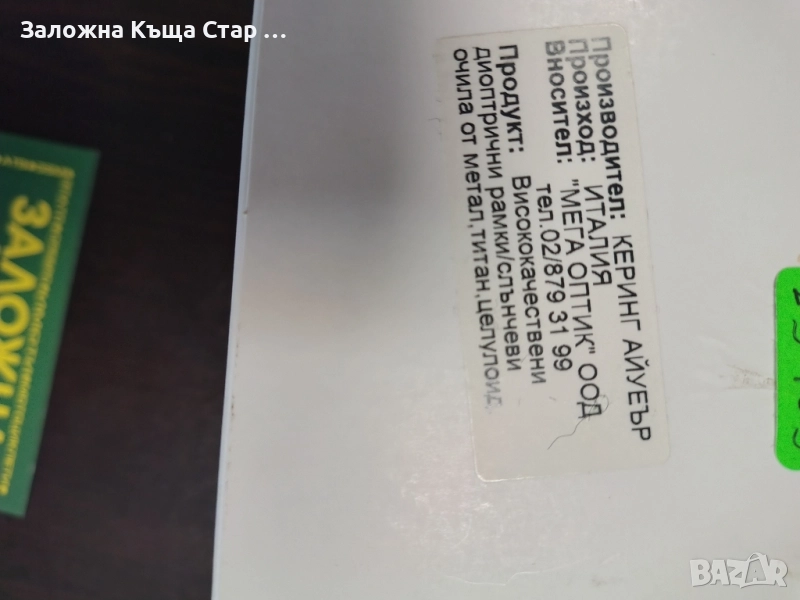 Заложна Къща Стар ...
Производител: КЕРИНГ АЙУЕЪР
Произход: ИТАЛИЯ
Вносител: "МЕГА ОПТИК" ООД
тел.02/879 31 99
Продукт: Висококачествени
диоптрични рамки/слънчеви
очила от метал,титан,целулоид.
BAZAR